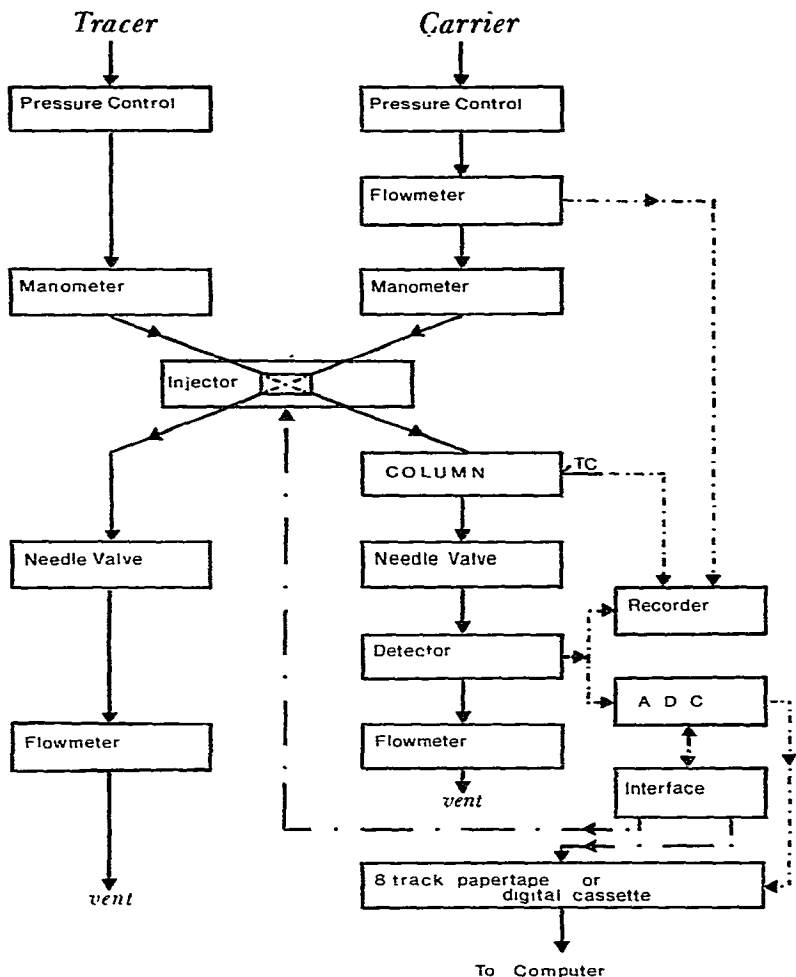 Tracer
Carrier
Pressure Control
Pressure Control
Flowmeter
Manometer
Manometer
Injector
COLUMN
TC
Needle Valve
Needle Valve
Recorder
Detector
A D C
Flowmeter
Flowmeter
Interface
vent
8 track papertape or
digital cassette
vent
To Computer